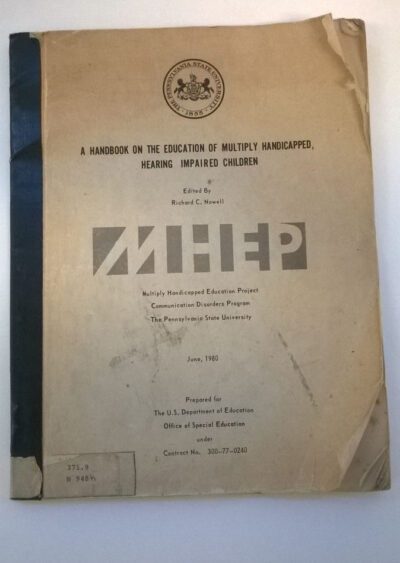 THE PENNSYLVANIA STATE UNIVERSITY
1855
A HANDBOOK ON THE EDUCATION OF MULTIPLY HANDICAPPED,
HEARING IMPAIRED CHILDREN
Edited By
Richard C. Nowell
MHEP
Multiply Handicapped Education Project
Communication Disorders Program
The Pennsylvania State University
June, 1980
Prepared for
The U.S. Department of Education
Office of Special Education
under
Contract No. 300-77-0240
371.9